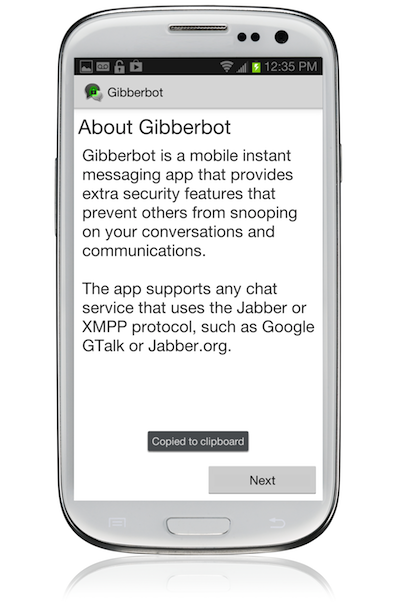 12:35 PM
Gibberbot
About Gibberbot
Gibberbot is a mobile instant
messaging app that provides
extra security features that
prevent others from snooping
on your conversations and
communications.
The app supports any chat
service that uses the Jabber or
XMPP protocol, such as Google
GTalk or Jabber.org.
Copied to clipboard
Next